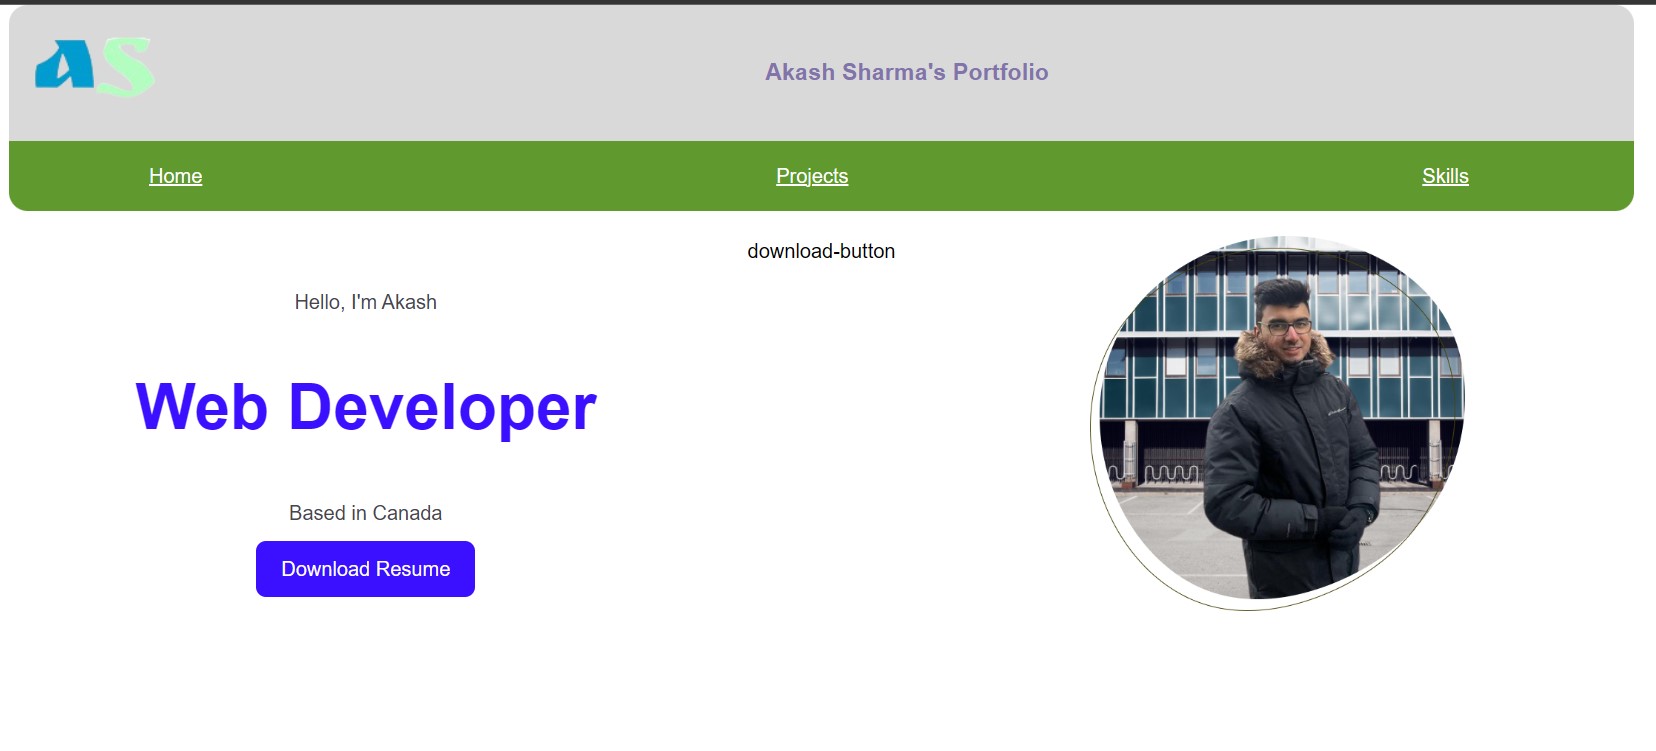 AS
Akash Sharma's Portfolio
Home
Projects
Skills
download-button
Hello, I'm Akash
Web Developer
Based in Canada
Download Resume